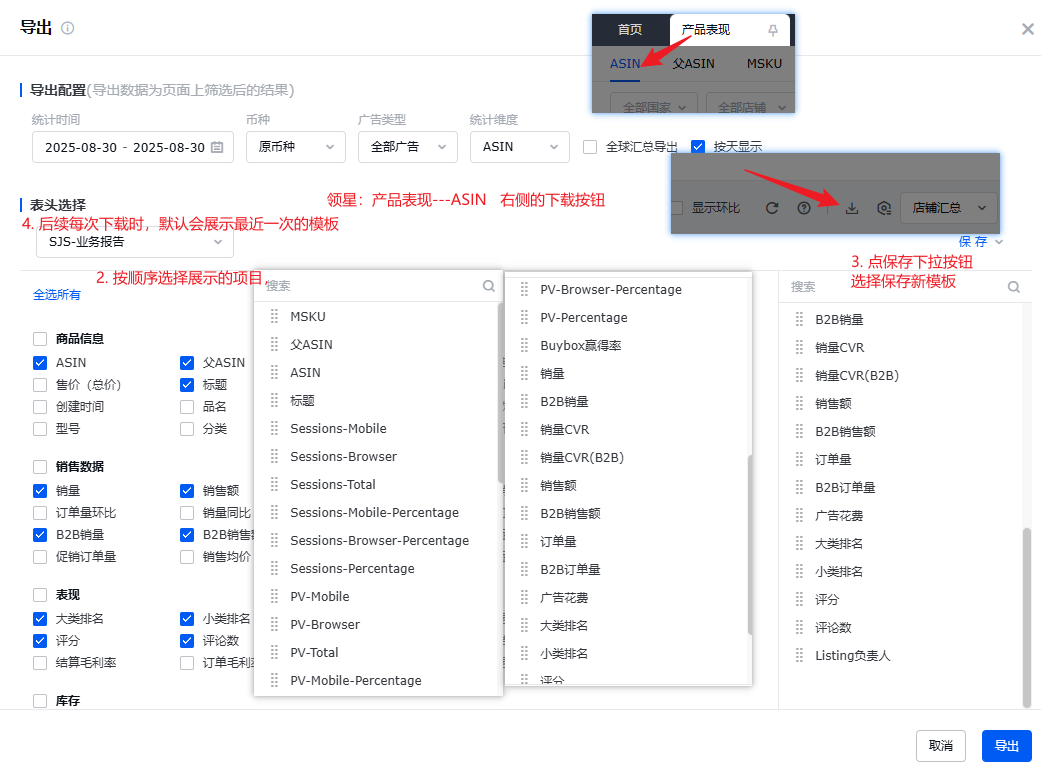 导出
首页
产品表现
ASIN
父ASIN
MSKU
全部国家
全部店铺
导出配置(导出数据为页面上筛选后的结果)
统计时间
币种
广告类型
统计维度
2025-08-30 - 2025-08-30
原币种
全部广告
ASIN
全球汇总导出
按天显示
显示环比
店铺汇总
领星：产品表现---ASIN 右侧的下载按钮
表头选择
4. 后续每次下载时，默认会展示最近一次的模板
SJS-业务报告
保存
3. 点保存下拉按钮
选择保存新模板
2. 按顺序选择展示的项目，
全选所有
商品信息
ASIN
父ASIN
售价（总价）
标题
创建时间
品名
型号
分类
销售数据
销量
销售额
订单量环比
销量同比
B2B销量
B2B销售
促销订单量
销售均价
表现
大类排名
小类排名
评分
评论数
结算毛利率
订单毛利
库存
搜索
MSKU
父ASIN
ASIN
标题
Sessions-Mobile
Sessions-Browser
Sessions-Total
Sessions-Mobile-Percentage
Sessions-Browser-Percentage
Sessions-Percentage
PV-Mobile
PV-Browser
PV-Total
PV-Mobile-Percentage
PV-Browser-Percentage
PV-Percentage
Buybox赢得率
销量
B2B销量
销量CVR
销量CVR(B2B)
销售额
B2B销售额
订单量
B2B订单量
广告花费
大类排名
小类排名
评分
搜索
B2B销量
销量CVR
销量CVR(B2B)
销售额
B2B销售额
订单量
B2B订单量
广告花费
大类排名
小类排名
评分
评论数
Listing负责人
取消
导出